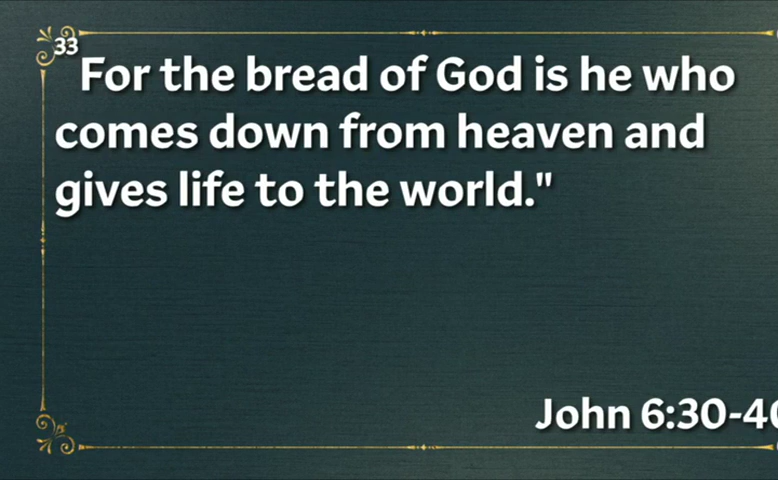 33
For the bread of God is he who
comes down from heaven and
gives life to the world."
John 6:30-40